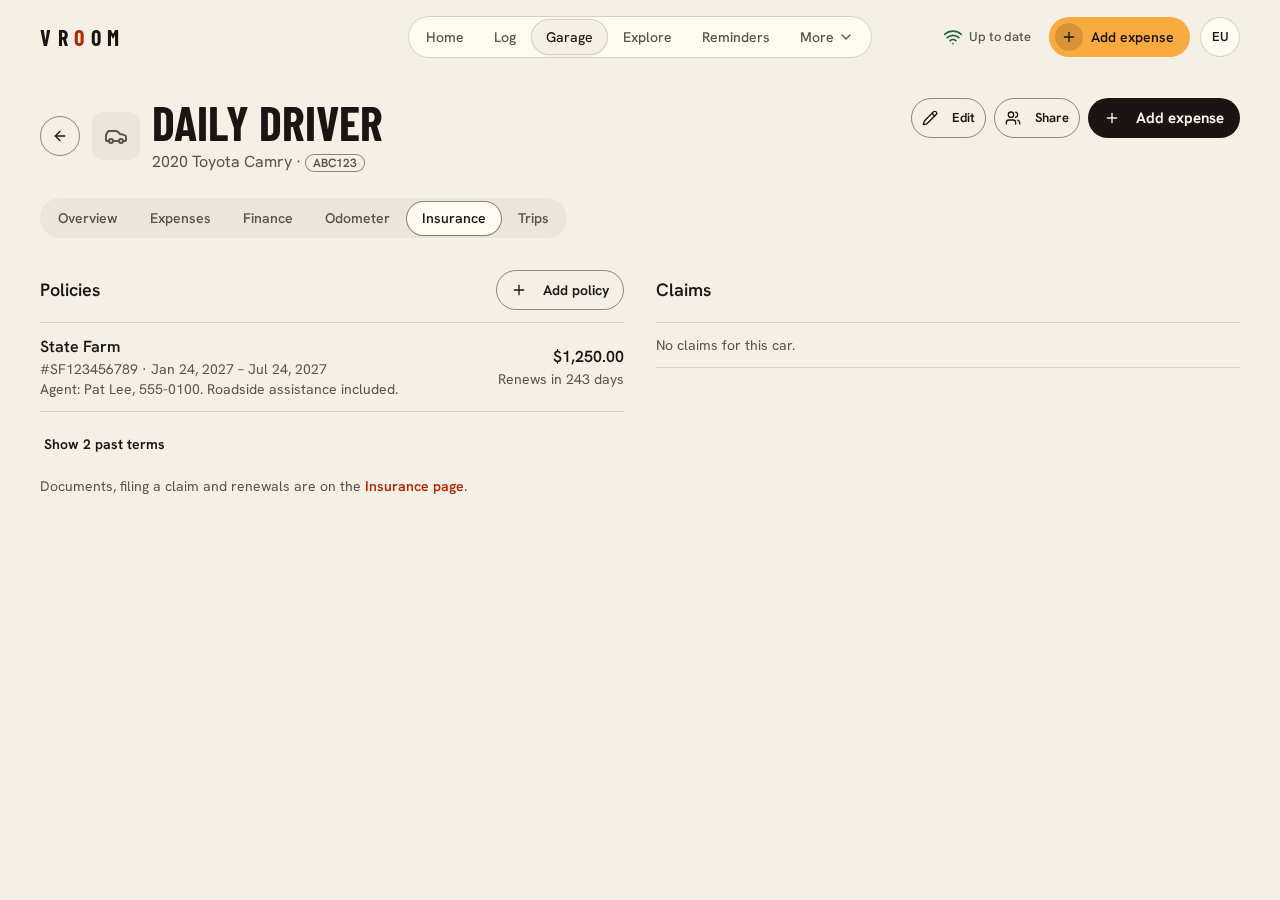 VROOM
Home Log Garage Explore Reminders More
Up to date
Add expense
EU
DAILY DRIVER
2020 Toyota Camry · ABC123
Edit
Share
Add expense
Overview Expenses Finance Odometer Insurance Trips
Policies
Add policy
State Farm
#SF123456789 · Jan 24, 2027 – Jul 24, 2027
Agent: Pat Lee, 555-0100. Roadside assistance included.
$1,250.00
Renews in 243 days
Show 2 past terms
Documents, filing a claim and renewals are on the Insurance page.
Claims
No claims for this car.